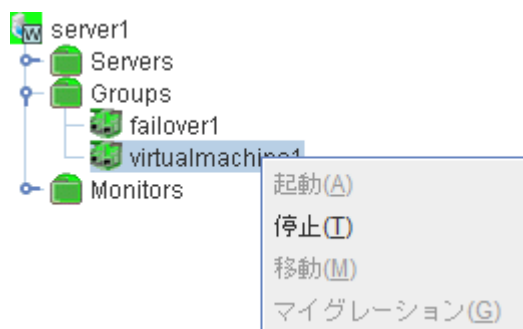 server1
Servers
Groups
failover1
virtualmachine1
Monitors
起動(A)
停止(T)
移動(M)
マイグレーション(G)